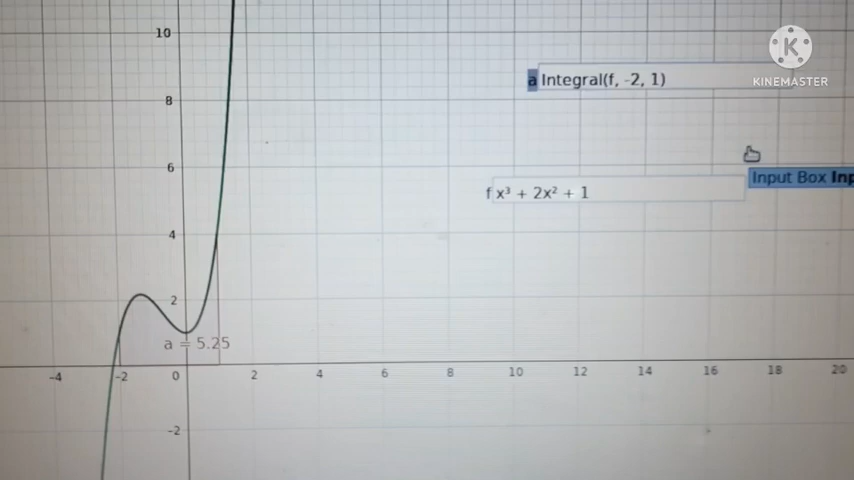 10
KINEMASTER
a Integral(f, -2, 1)
8
6
Input Box Inp
f x³ + 2x² + 1
4
2
a = 5.25
-4 -2 0 2 4 6 8 10 12 14 16 18 20
-2